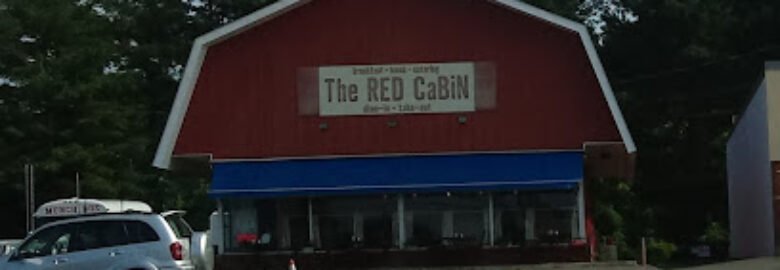 breakfast - lunch - catering
The RED CaBiN
dine-in - take-out